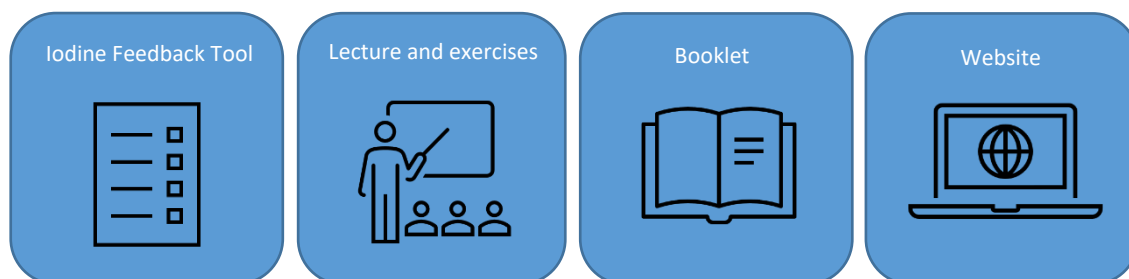 Iodine Feedback Tool
Lecture and exercises
Booklet
Website